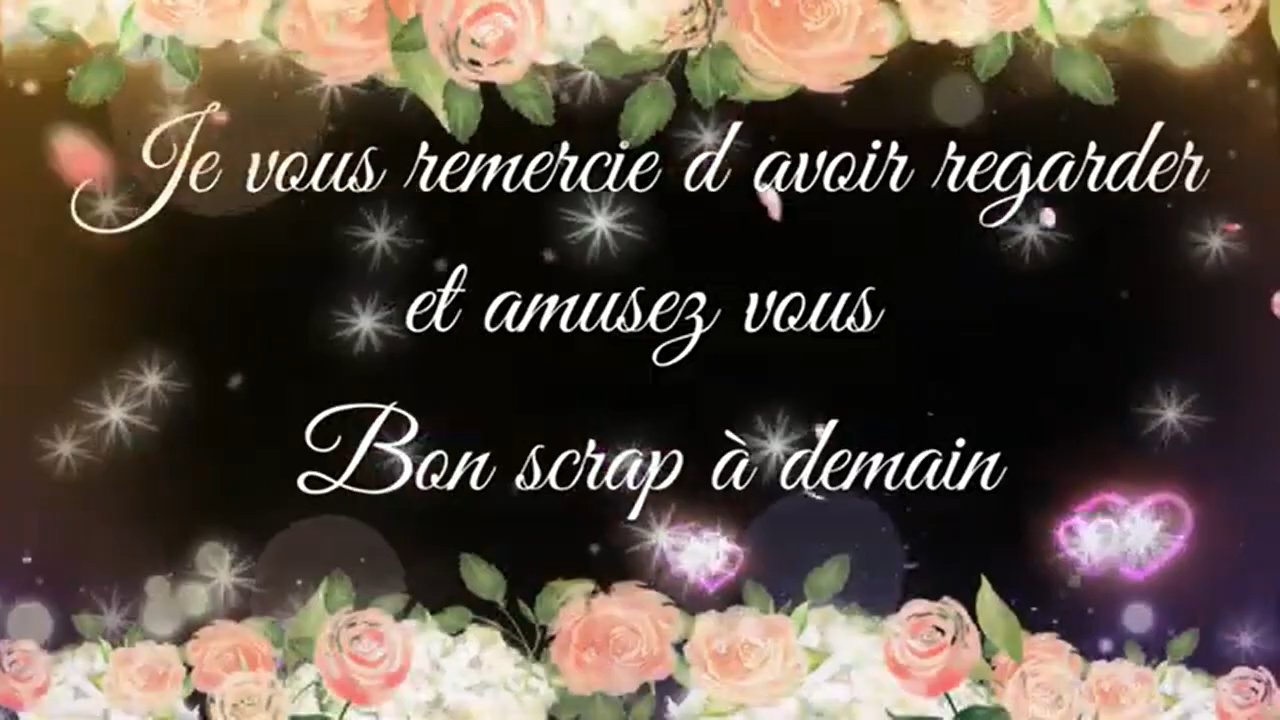 Je vous remercie d avoir regarder
et amusez vous
Bon scrap à demain